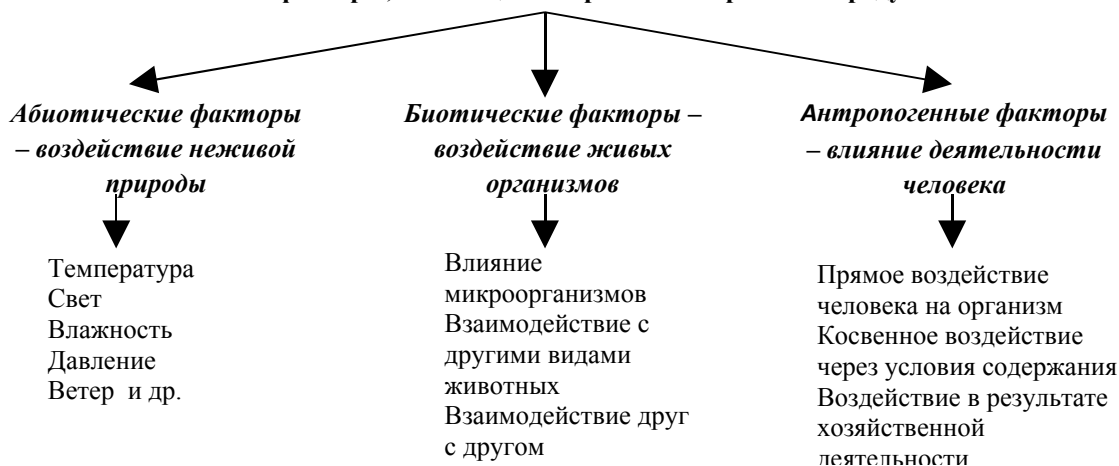 Абиотические факторы
– воздействие неживой
природы
Биотические факторы –
воздействие живых
организмов
Антропогенные факторы
– влияние деятельности
человека
Температура
Свет
Влажность
Давление
Ветер и др.
Влияние
микроорганизмов
Взаимодействие с
другими видами
животных
Взаимодействие друг
с другом
Прямое воздействие
человека на организм
Косвенное воздействие
через условия содержания
Воздействие в результате
хозяйственной
деятельности